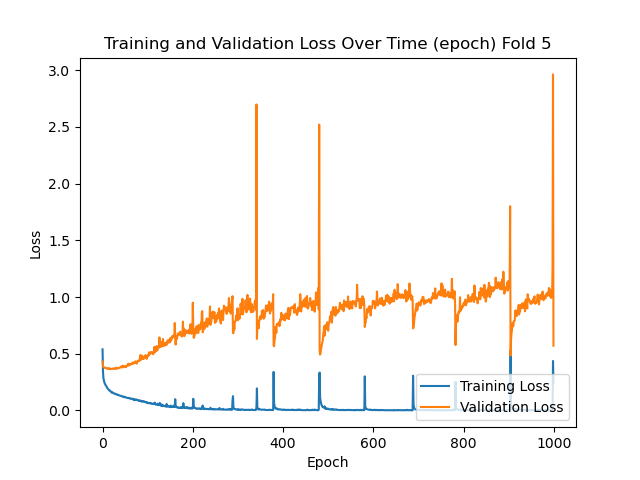 Training and Validation Loss Over Time (epoch) Fold 5
3.0
2.5
2.0
1.5
1.0
0.5
0.0
Loss
Training Loss
Validation Loss
0 200 400 600 800 1000
Epoch